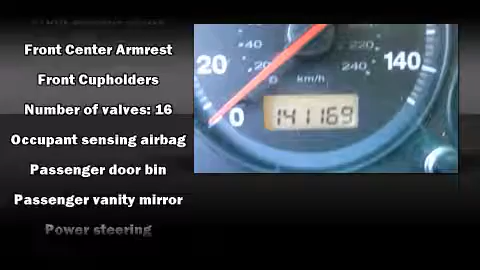 Front Center Armrest
Front Cupholders
Number of valves: 16
Occupant sensing airbag
Passenger door bin
Passenger vanity mirror
Power steering
40
220
20
20
240
140
km/h
0
141169